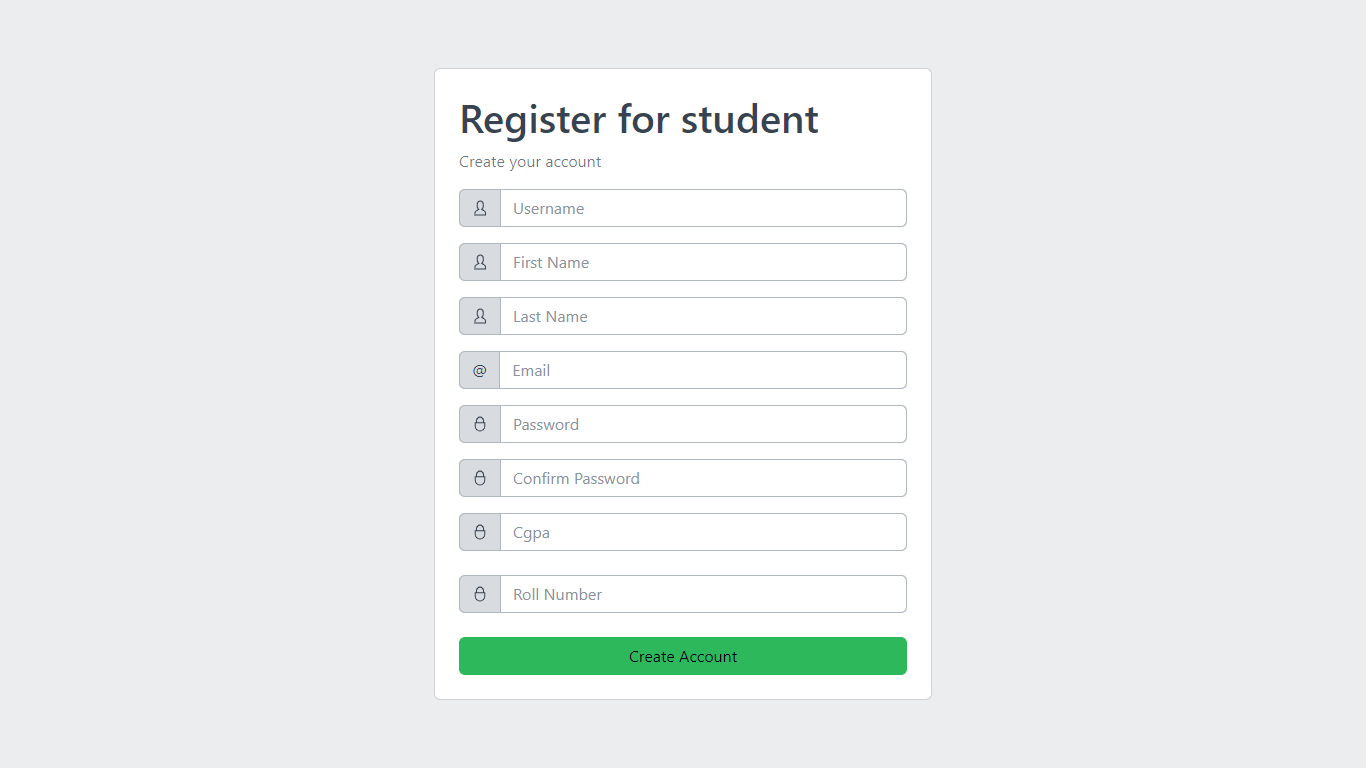 Register for student
Create your account
Username
First Name
Last Name
@ Email
Password
Confirm Password
Cgpa
Roll Number
Create Account